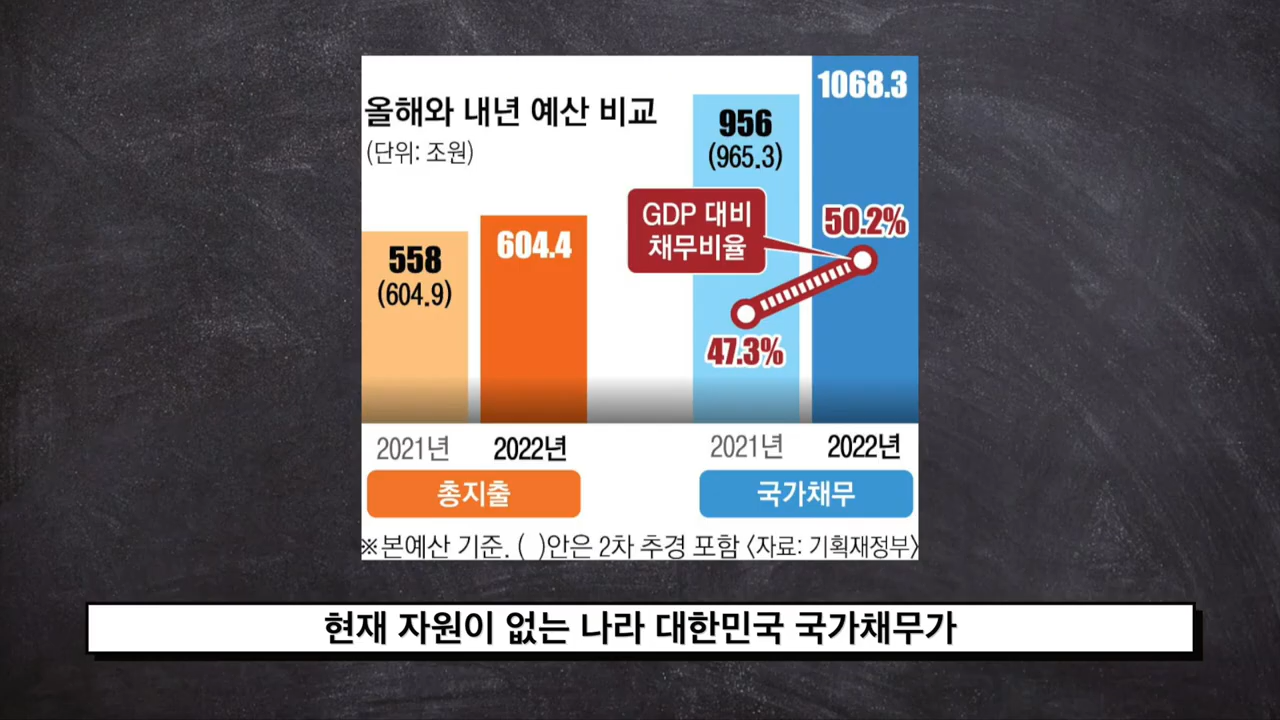 올해와 내년 예산 비교
(단위: 조원)
558
(604.9)
604.4
956
(965.3)
1068.3
GDP 대비
채무비율
50.2%
47.3%
2021년
2022년
2021년
2022년
총지출
국가채무
※본예산 기준. ( )안은 2차 추경 포함 〈자료: 기획재정부〉
현재 자원이 없는 나라 대한민국 국가채무가